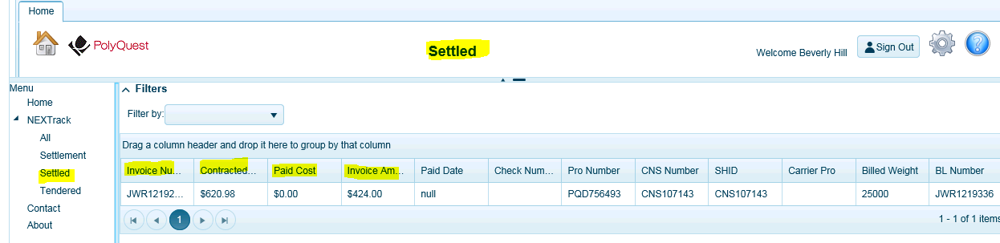 Home
PolyQuest
Settled
Welcome Beverly Hill
Sign Out
?
Menu
Home
NEXTrack
All
Settlement
Settled
Tendered
Contact
About
Filters
Filter by:
Drag a column header and drop it here to group by that column
Invoice Nu... Contracted... Paid Cost Invoice Am... Paid Date Check Num... Pro Number CNS Number SHID Carrier Pro Billed Weight BL Number
JWR12192... $620.98 $0.00 $424.00 null PQD756493 CNS107143 CNS107143 25000 JWR1219336
1
1 - 1 of 1 items